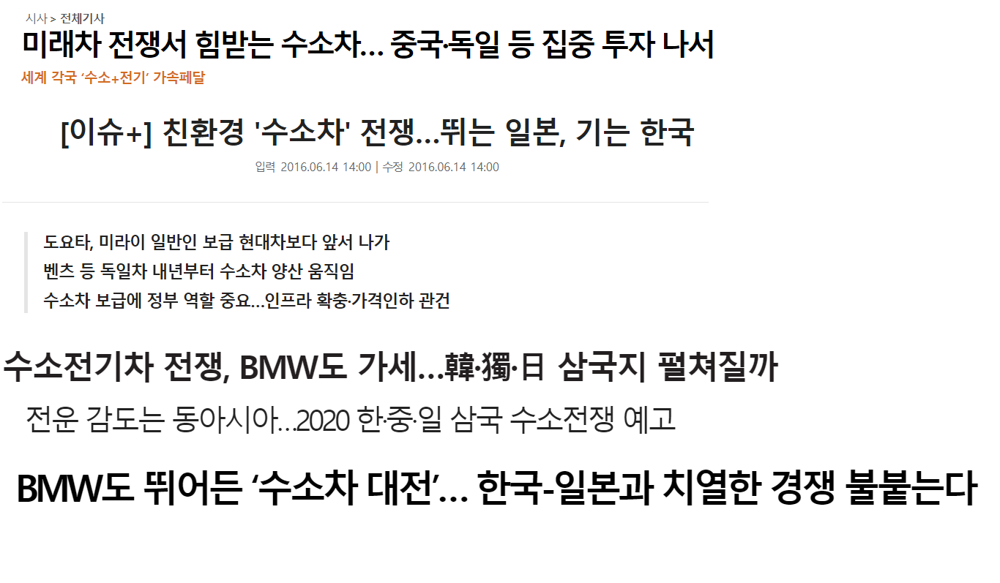 시사 > 전체기사
미래차 전쟁서 힘받는 수소차… 중국·독일 등 집중 투자 나서
세계 각국 ‘수소+전기’ 가속페달
[이슈+] 친환경 '수소차' 전쟁…뛰는 일본, 기는 한국
입력 2016.06.14 14:00 | 수정 2016.06.14 14:00
도요타, 미라이 일반인 보급 현대차보다 앞서 나가
벤츠 등 독일차 내년부터 수소차 양산 움직임
수소차 보급에 정부 역할 중요…인프라 확충·가격인하 관건
수소전기차 전쟁, BMW도 가세…韓·獨·日 삼국지 펼쳐질까
전운 감도는 동아시아…2020 한·중·일 삼국 수소전쟁 예고
BMW도 뛰어든 ‘수소차 대전’… 한국-일본과 치열한 경쟁 불붙는다